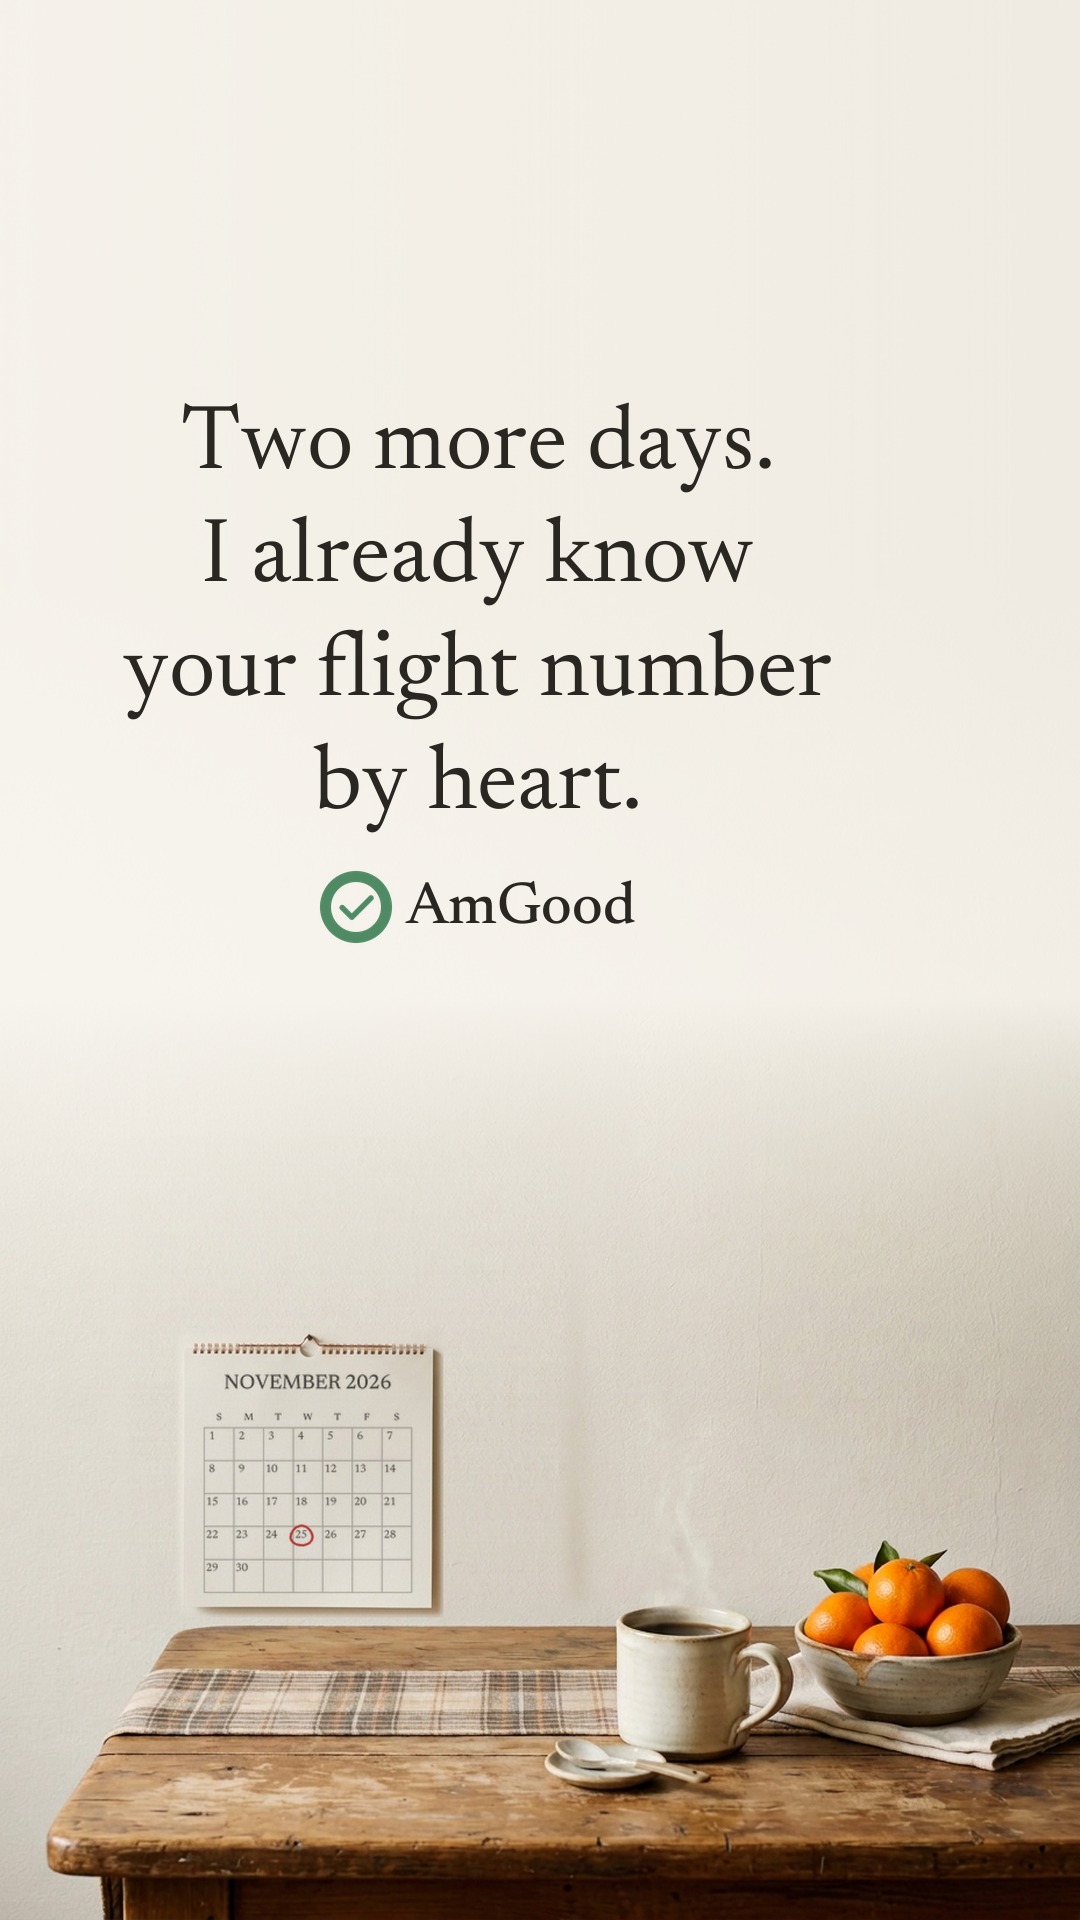 Two more days.
I already know
your flight number
by heart.
AmGood
NOVEMBER 2026
S M T W T F S
1 2 3 4 5 6 7
8 9 10 11 12 13 14
15 16 17 18 19 20 21
22 23 24 25 26 27 28
29 30